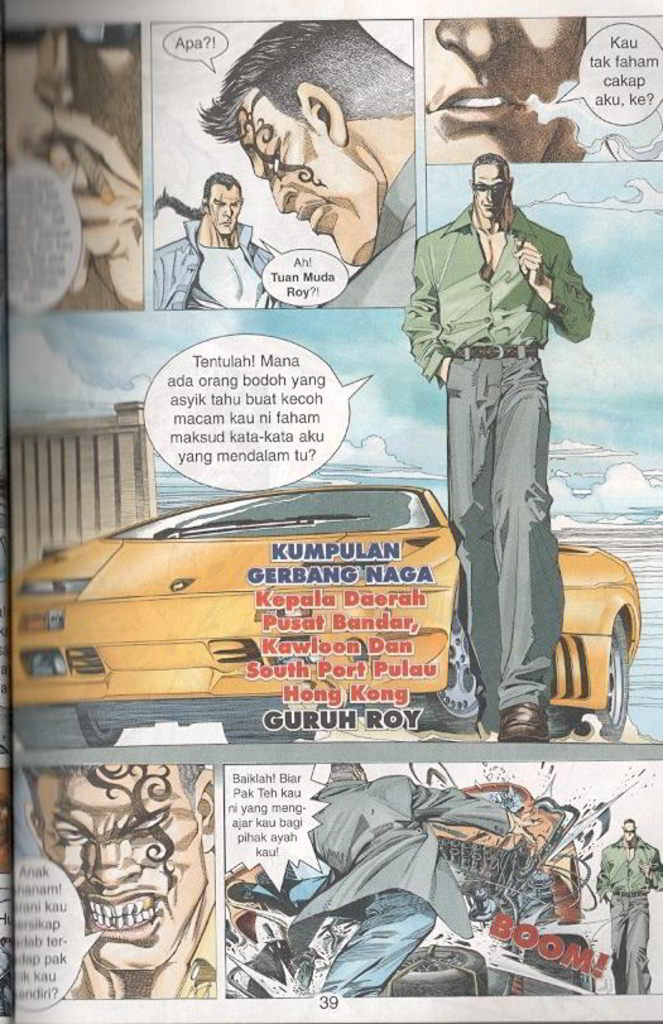 Apa?!
Ah!
Tuan Muda
Roy?!
Kau
tak faham
cakap
aku, ke?
Tentulah! Mana
ada orang bodoh yang
asyik tahu buat kecoh
macam kau ni faham
maksud kata-kata aku
yang mendalam tu?
KUMPULAN
GERBANG NAGA
Kepala Daerah
Pusat Bandar,
Kawloon Dan
South Port Pulau
Hong Kong
GURUH ROY
Anak
kau
kau
Baiklah! Biar
Pak Teh kau
ni yang meng-
ajar kau bagi
pihak ayah
kau!
BOOM!
39